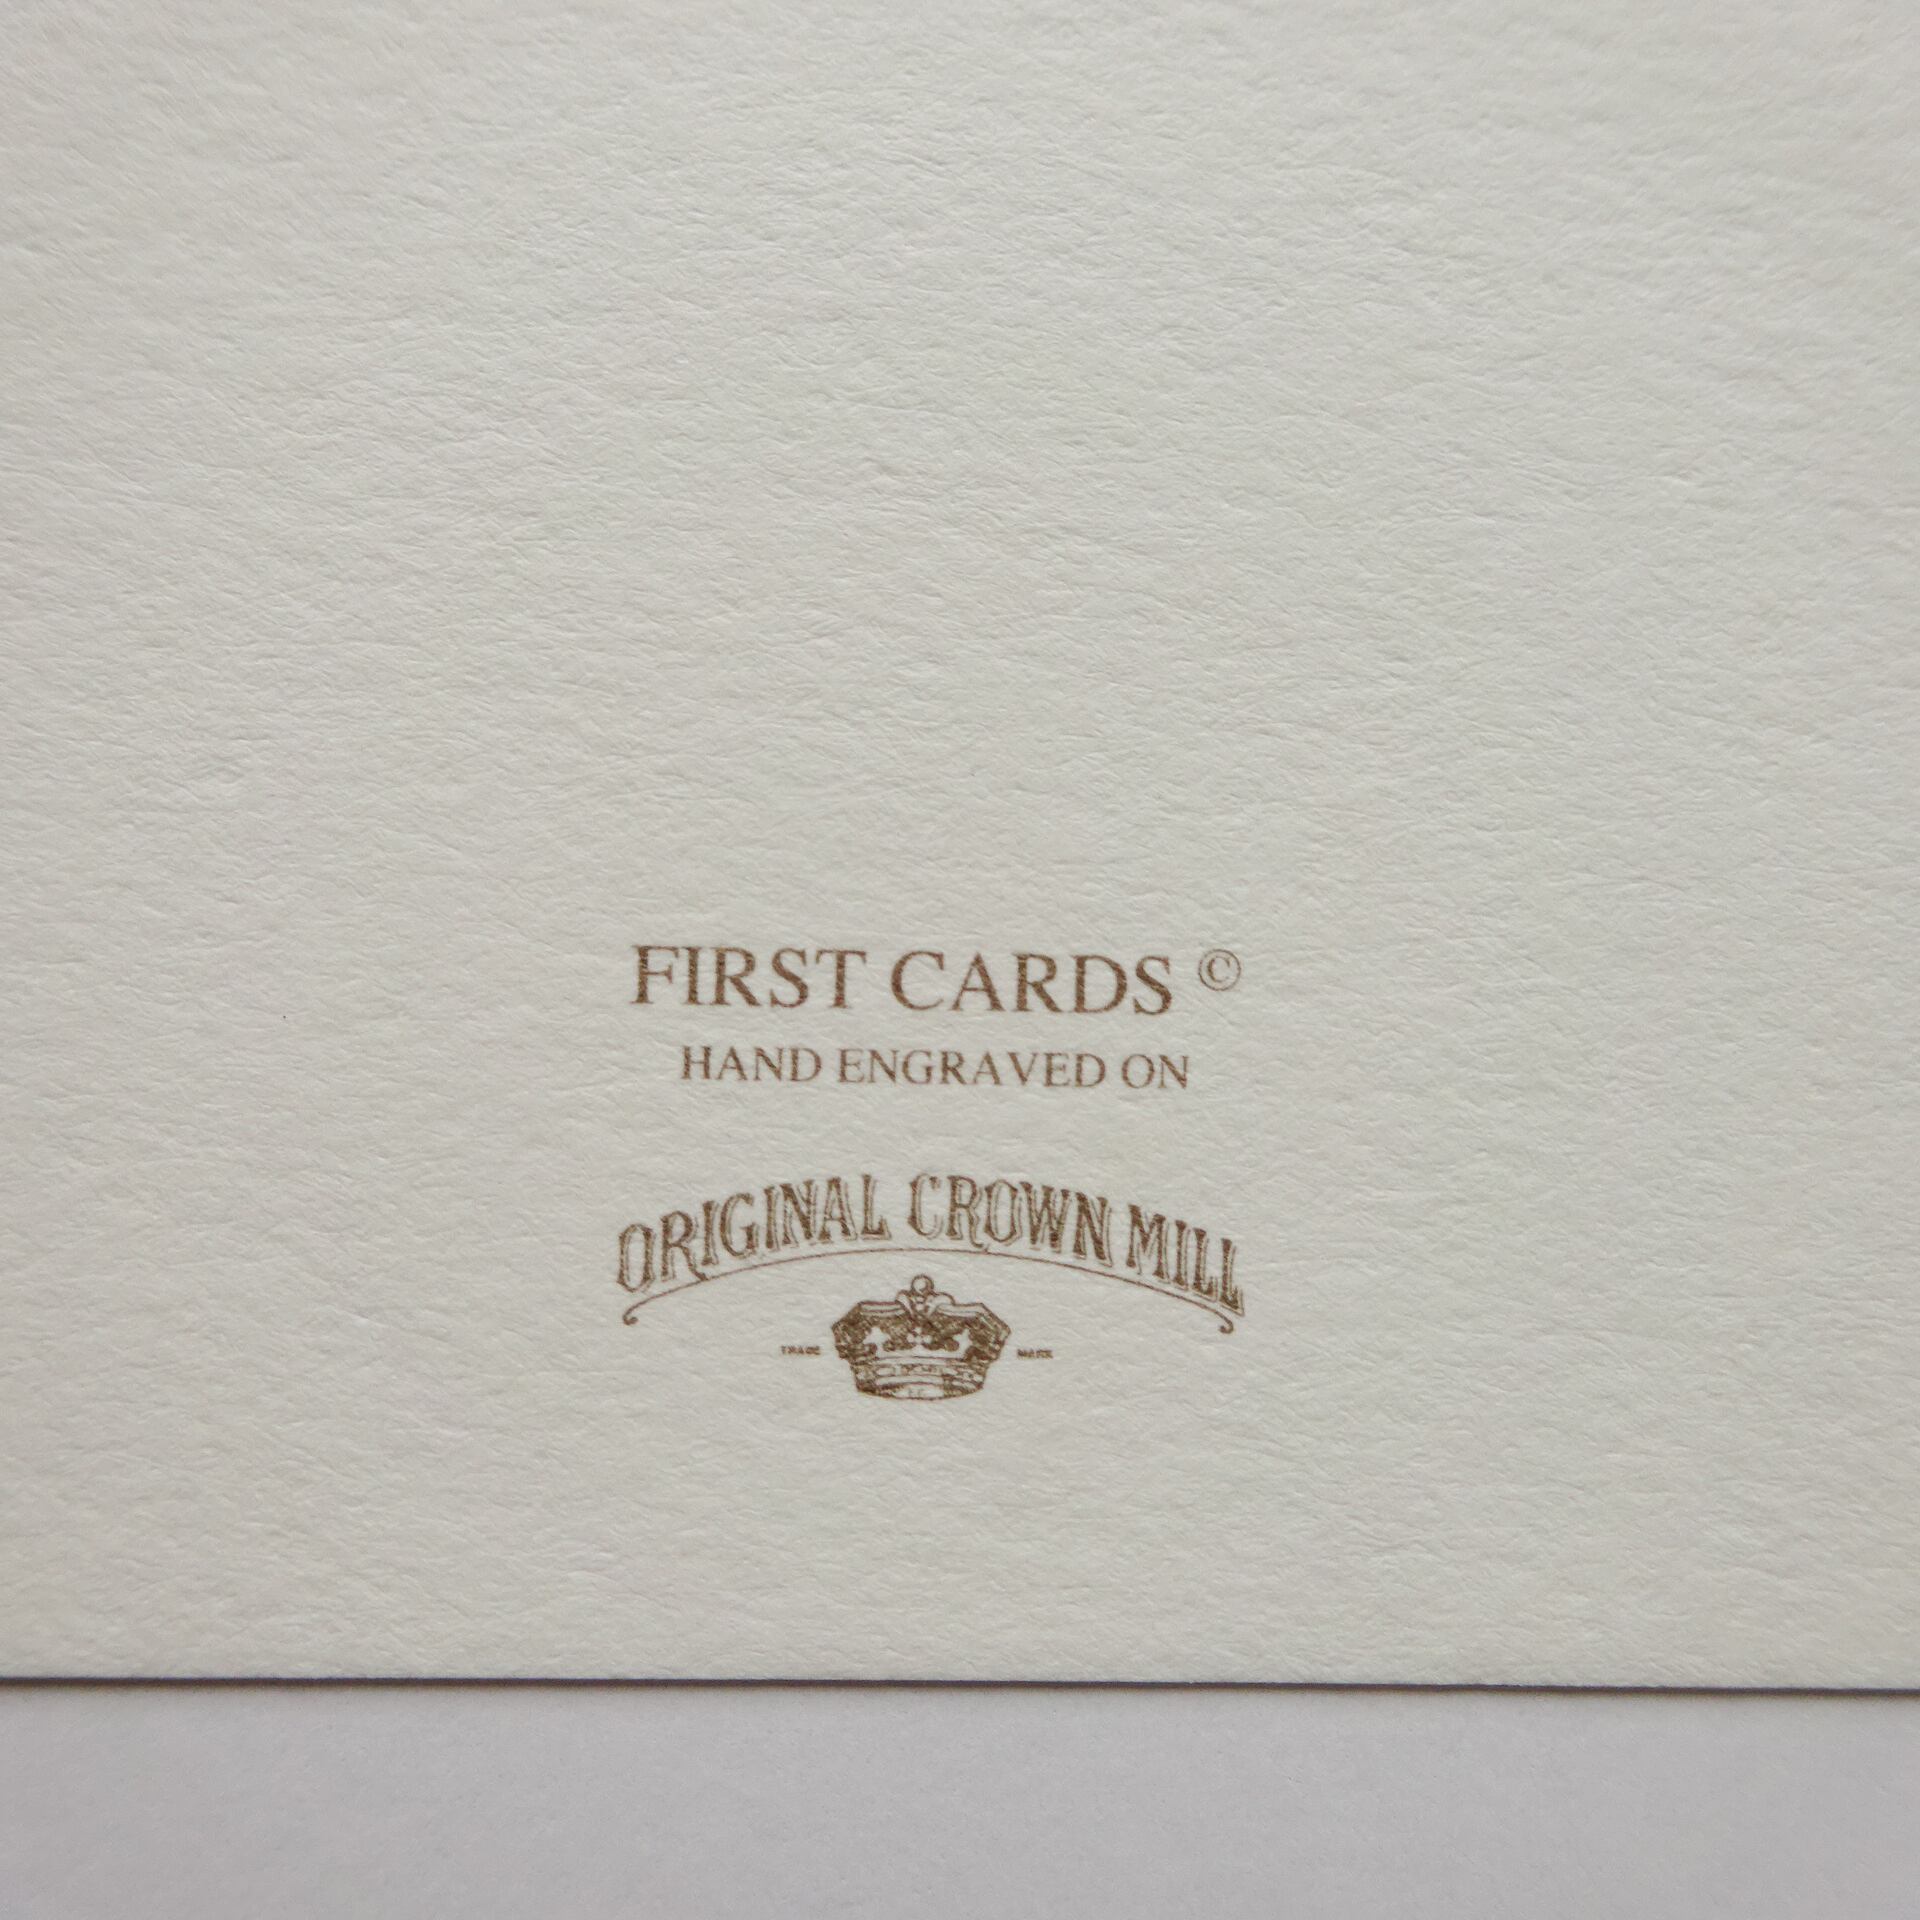 FIRST CARDS ©
HAND ENGRAVED ON
ORIGINAL CROWN MILL
TRADE MARK